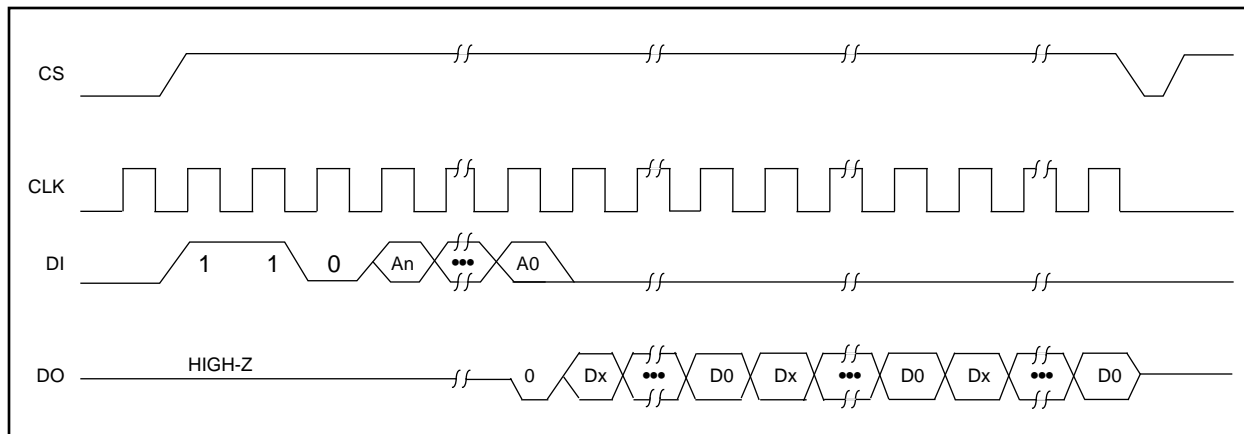 CS
CLK
DI 1 1 0 An ••• A0
DO HIGH-Z 0 Dx ••• D0 Dx ••• D0 Dx ••• D0